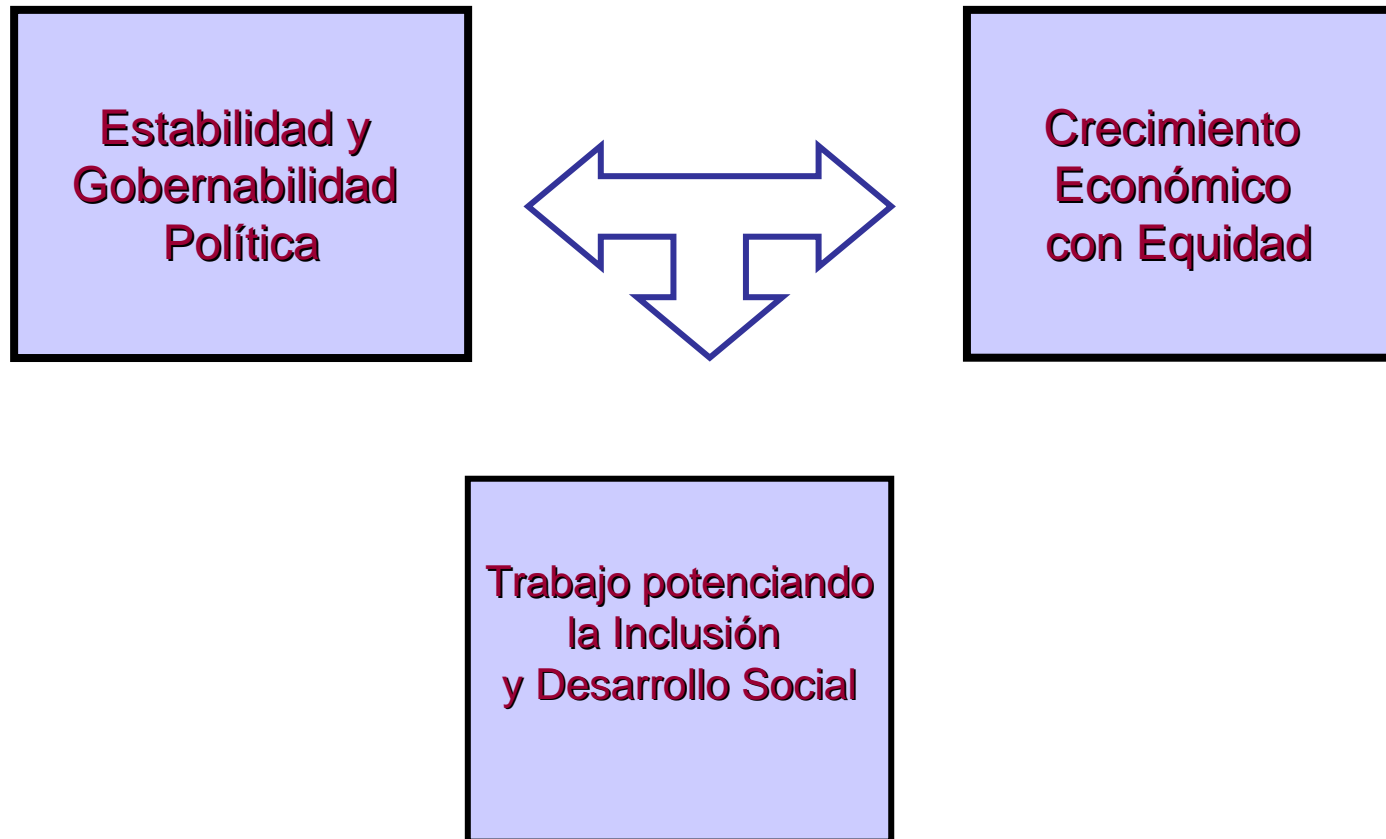 Estabilidad y
Gobernabilidad
Política
Crecimiento
Económico
con Equidad
Trabajo potenciando
la Inclusión
y Desarrollo Social